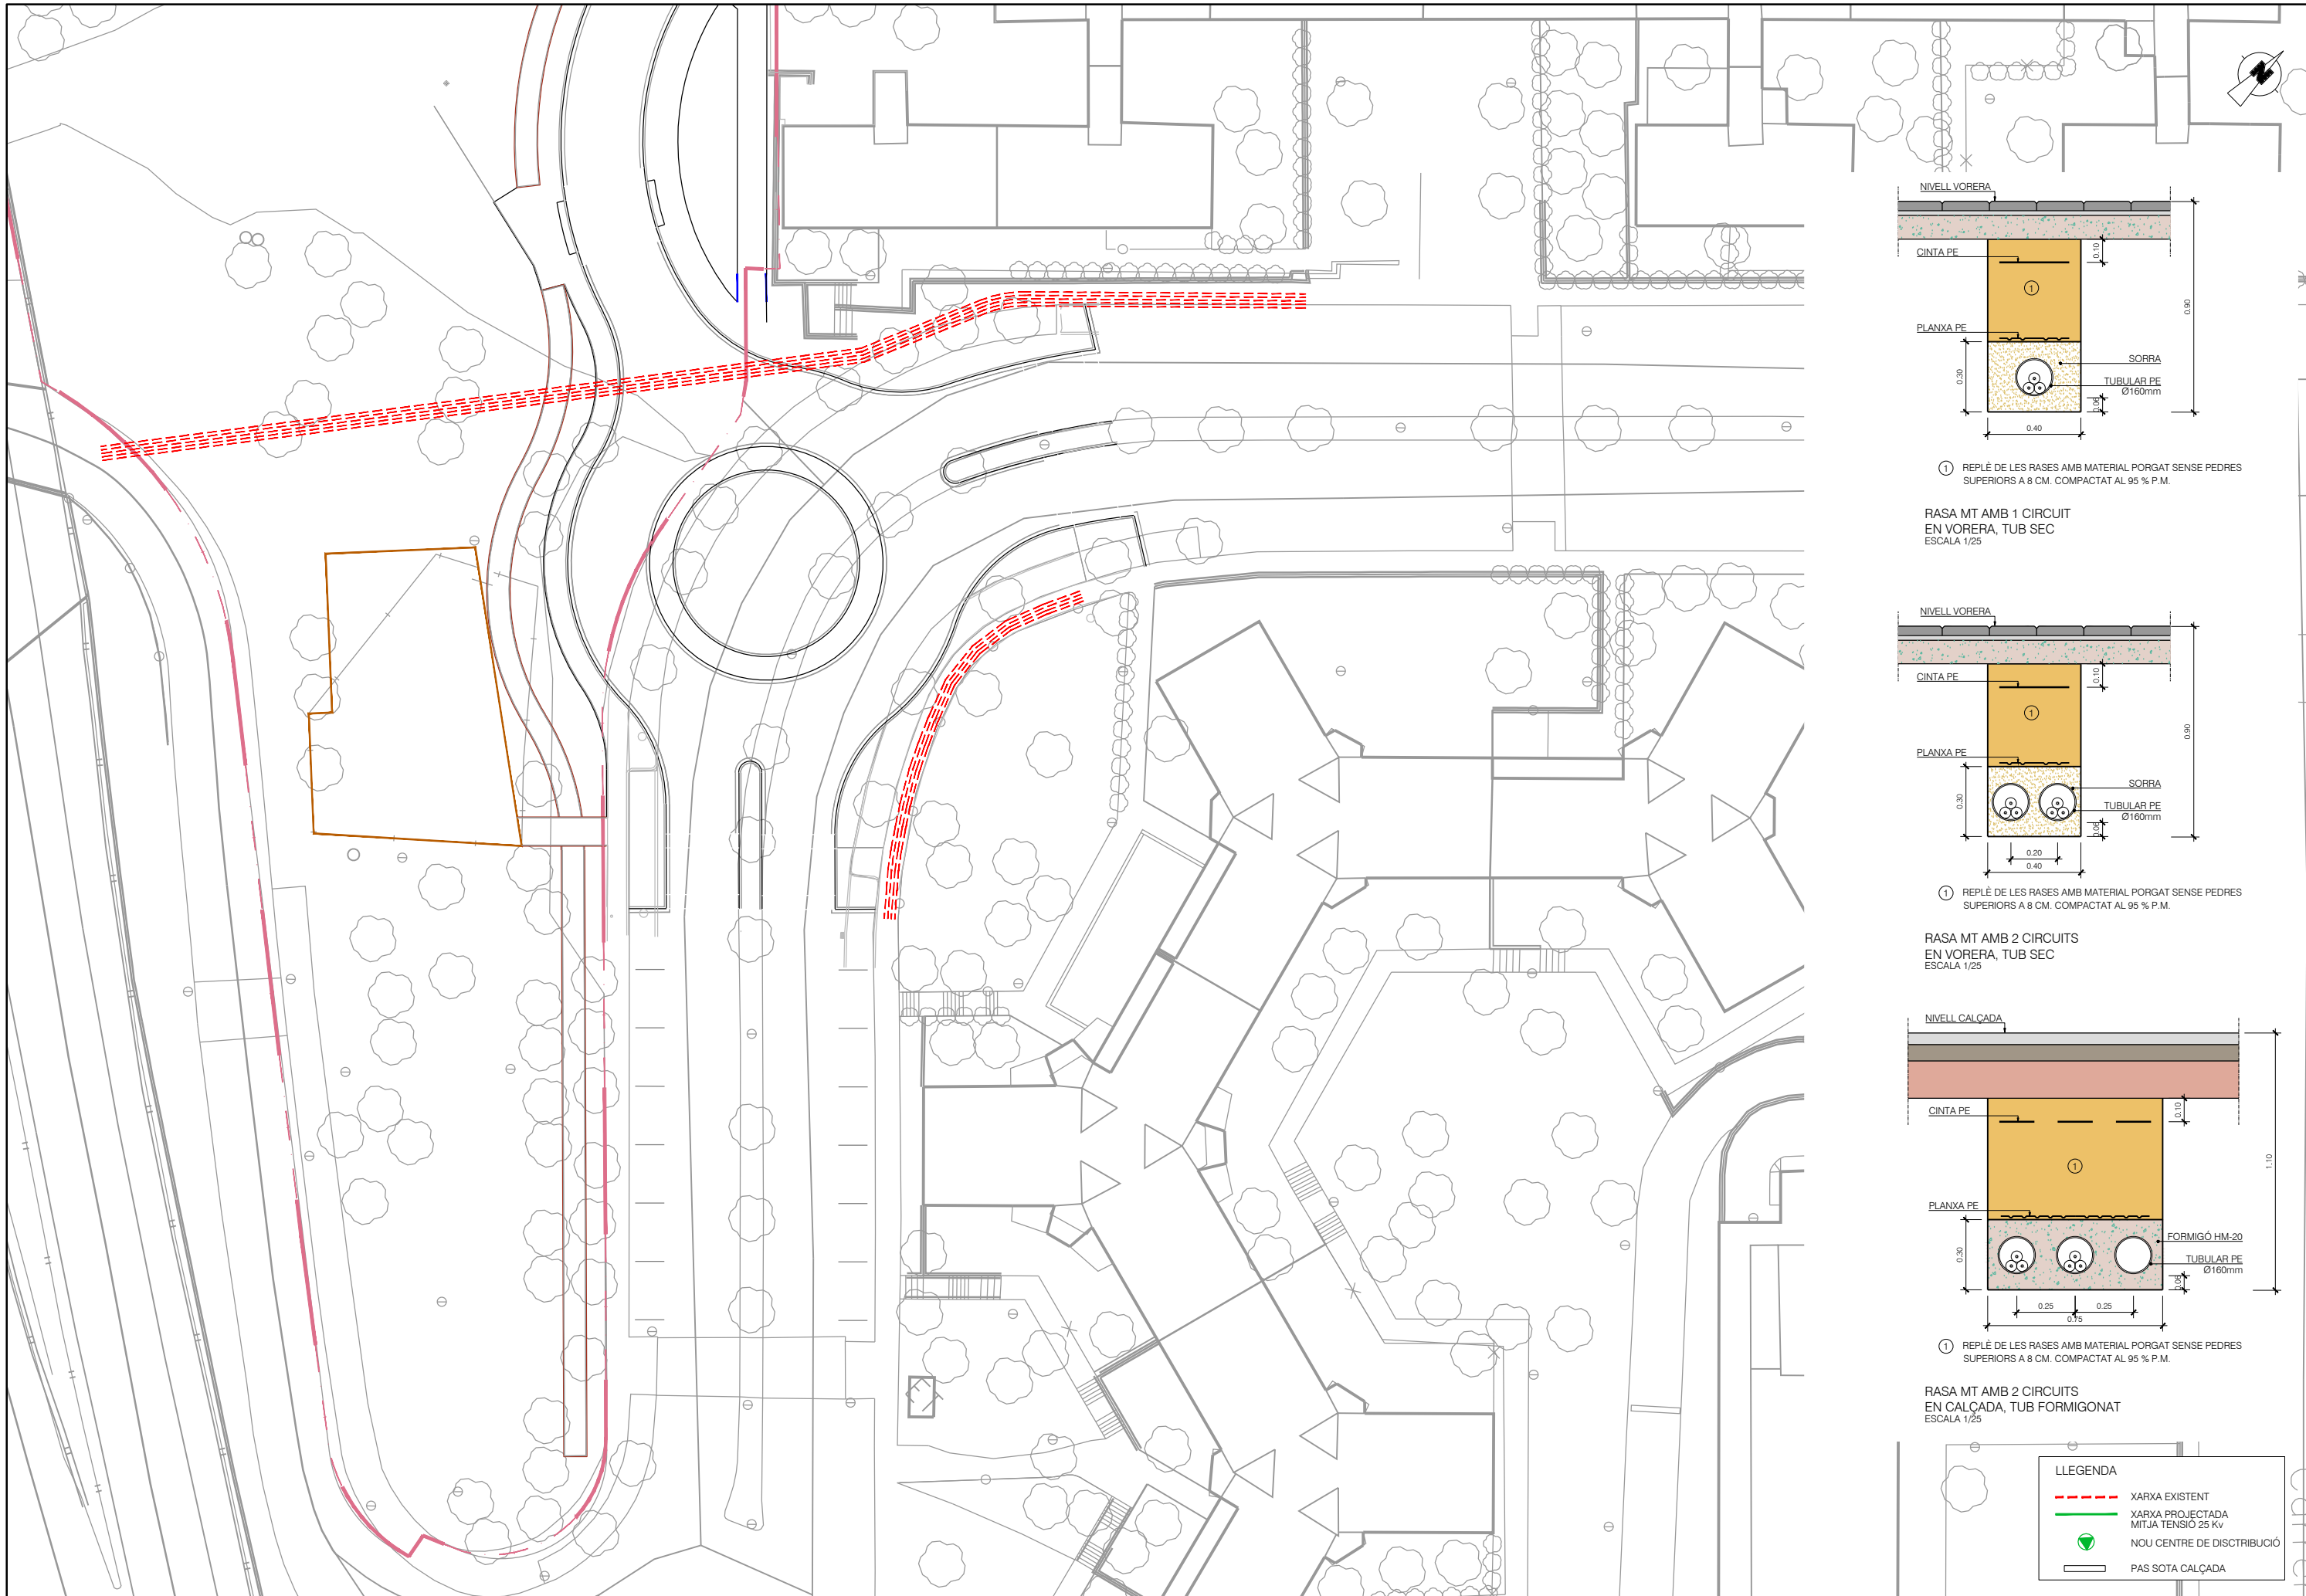 N
NIVELL VORERA
CINTA PE
0.10
1
0.90
PLANXA PE
SORRA
0.30
TUBULAR PE
Ø160mm
0.06
0.40
1 REPLÈ DE LES RASES AMB MATERIAL PORGAT SENSE PEDRES
SUPERIORS A 8 CM. COMPACTAT AL 95 % P.M.
RASA MT AMB 1 CIRCUIT
EN VORERA, TUB SEC
ESCALA 1/25
NIVELL VORERA
CINTA PE
0.10
1
0.90
PLANXA PE
SORRA
0.30
TUBULAR PE
Ø160mm
0.06
0.20
0.40
1 REPLÈ DE LES RASES AMB MATERIAL PORGAT SENSE PEDRES
SUPERIORS A 8 CM. COMPACTAT AL 95 % P.M.
RASA MT AMB 2 CIRCUITS
EN VORERA, TUB SEC
ESCALA 1/25
NIVELL CALÇADA
CINTA PE
0.10
1
1.10
PLANXA PE
FORMIGÓ HM-20
0.30
TUBULAR PE
Ø160mm
0.06
0.25 0.25
0.75
1 REPLÈ DE LES RASES AMB MATERIAL PORGAT SENSE PEDRES
SUPERIORS A 8 CM. COMPACTAT AL 95 % P.M.
RASA MT AMB 2 CIRCUITS
EN CALÇADA, TUB FORMIGONAT
ESCALA 1/25
LLEGENDA
XARXA EXISTENT
XARXA PROJECTADA
MITJA TENSIÓ 25 Kv
NOU CENTRE DE DISCTRIBUCIÓ
PAS SOTA CALÇADA